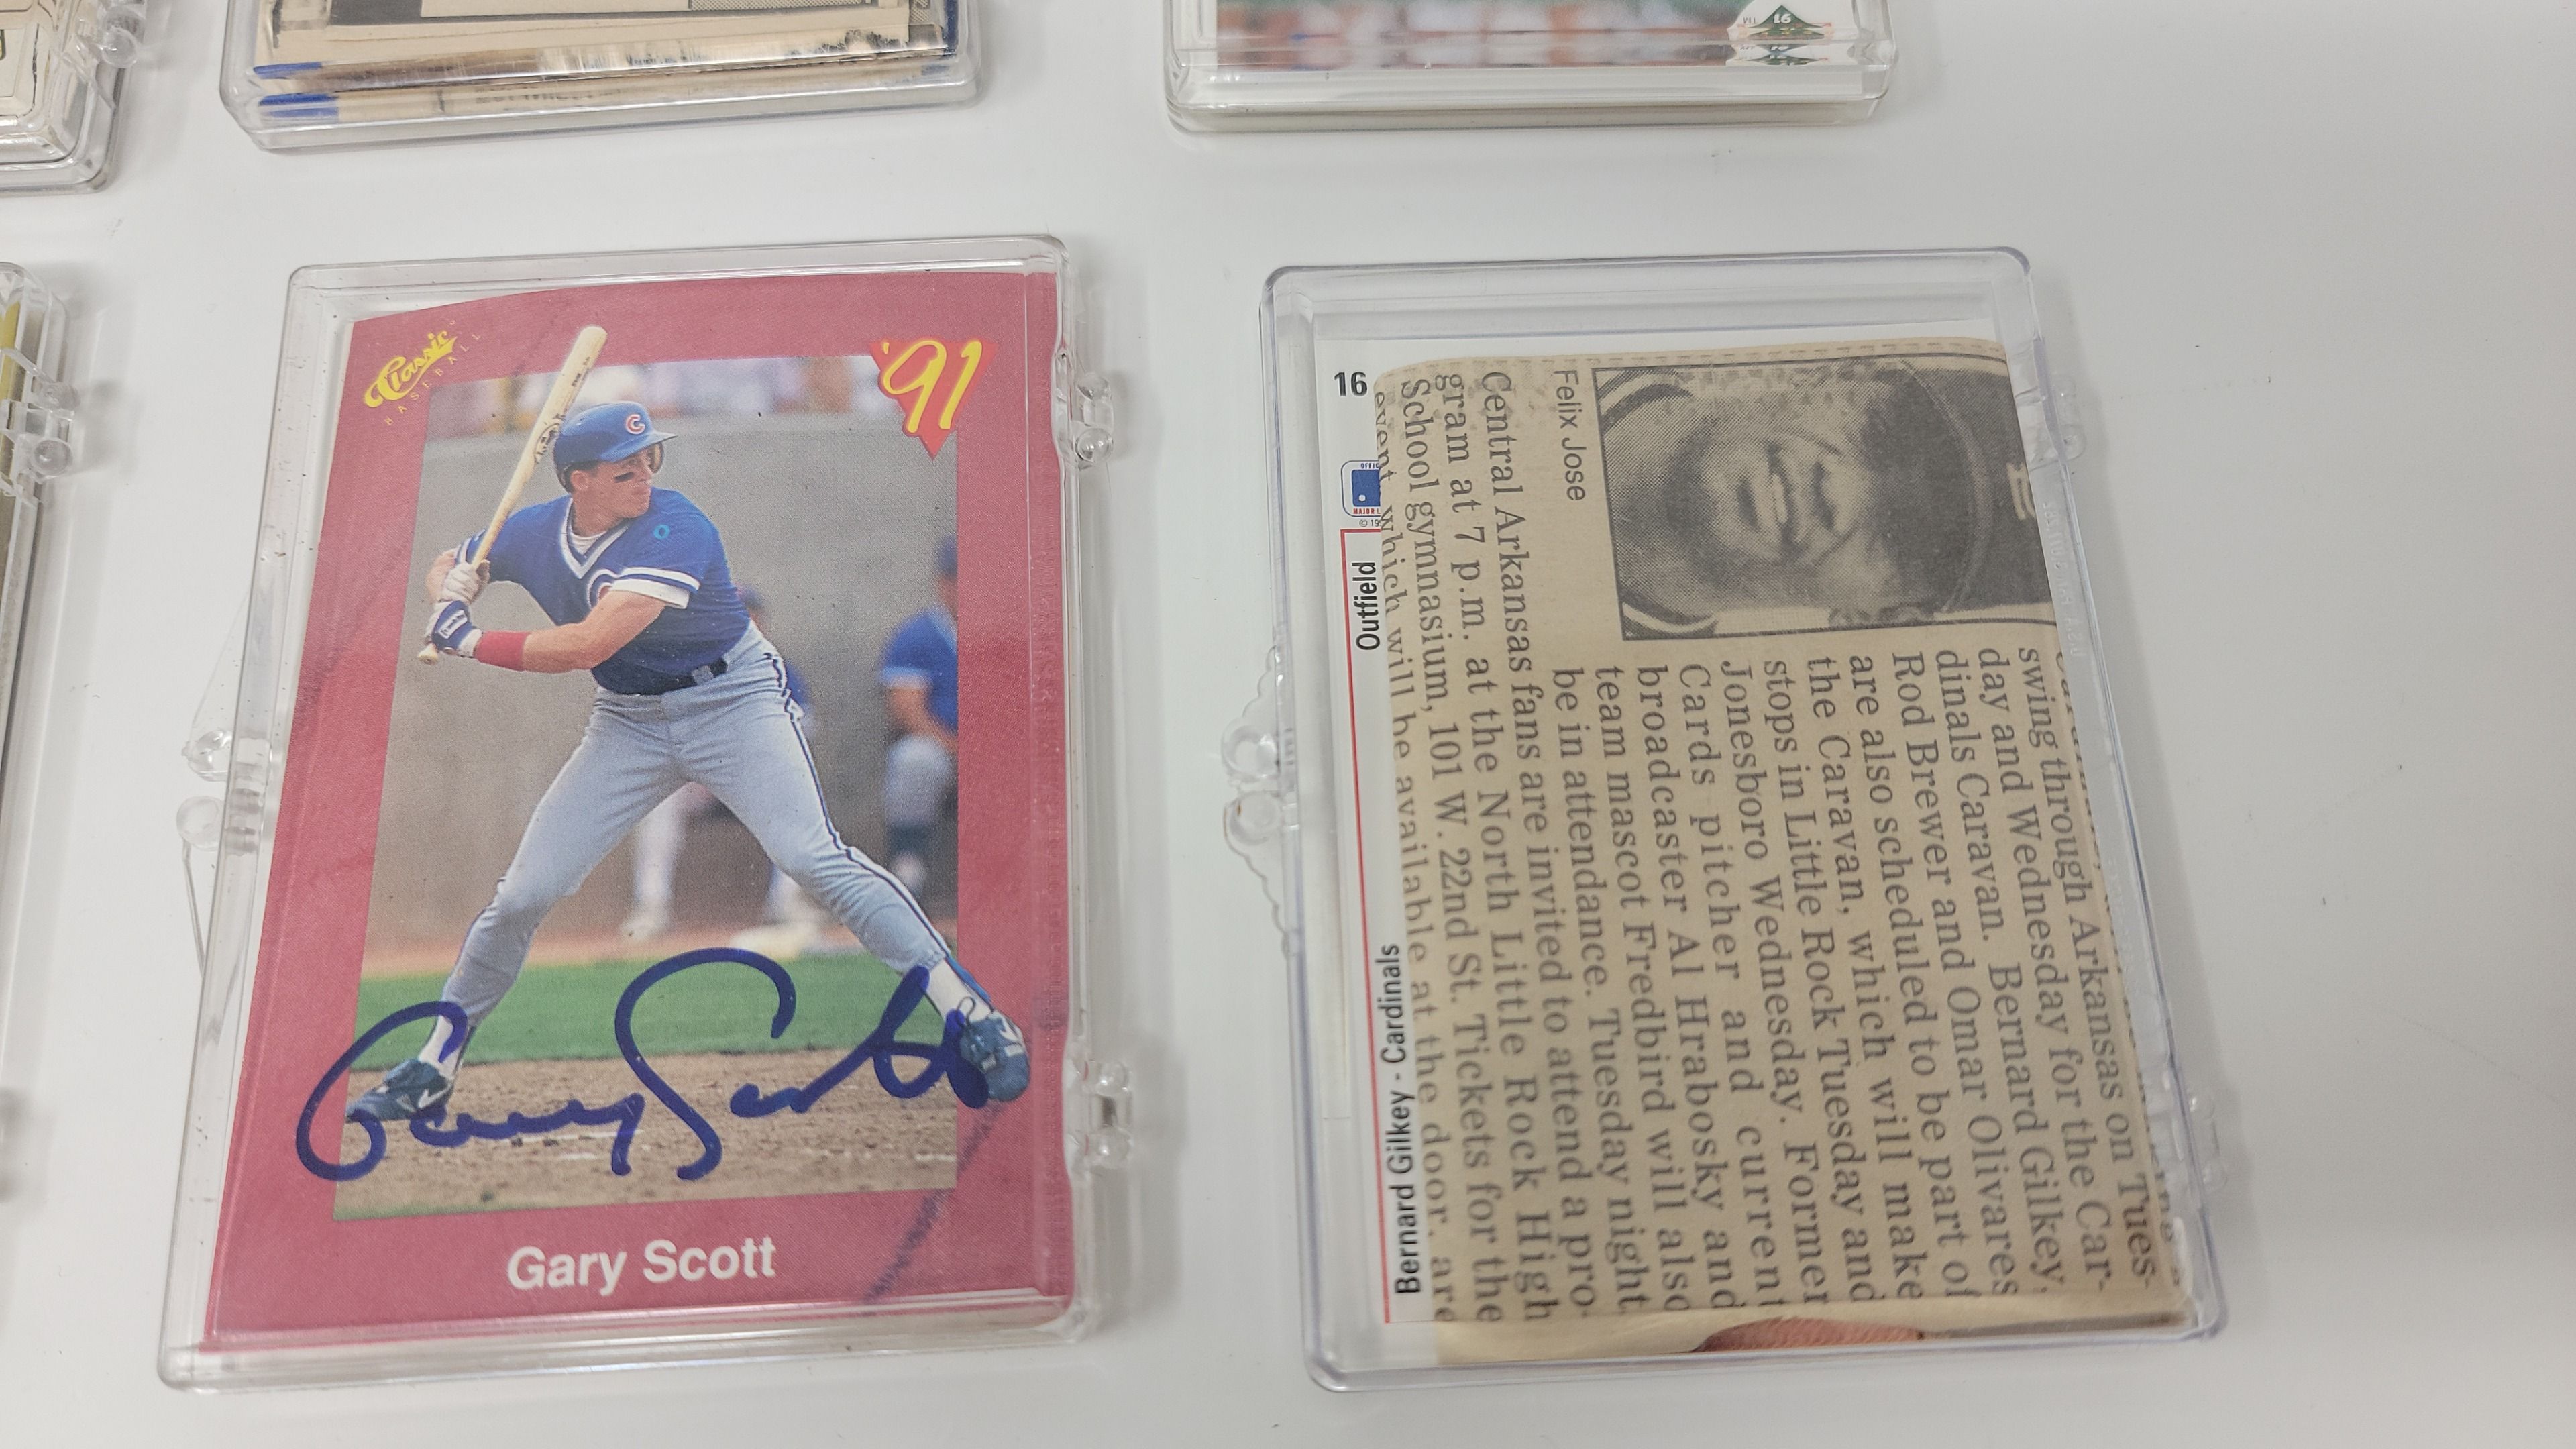 Classic
BASEBALL
'91
C
Gary Scott
Gary Scott
16
Outfield
Bernard Gilkey - Cardinals
Felix Jose
swing through Arkansas on Tues-
day and Wednesday for the Car-
dinals Caravan. Bernard Gilkey,
Rod Brewer and Omar Olivares
are also scheduled to be part of
the Caravan, which will make
stops in Little Rock Tuesday and
Jonesboro Wednesday. Former
Cards pitcher and current
broadcaster Al Hrabosky and
team mascot Fredbird will also
be in attendance. Tuesday night
Central Arkansas fans are invited to attend a pro-
gram at 7 p.m. at the North Little Rock High
School gymnasium, 101 W. 22nd St. Tickets for the
event which will be available at the door, are